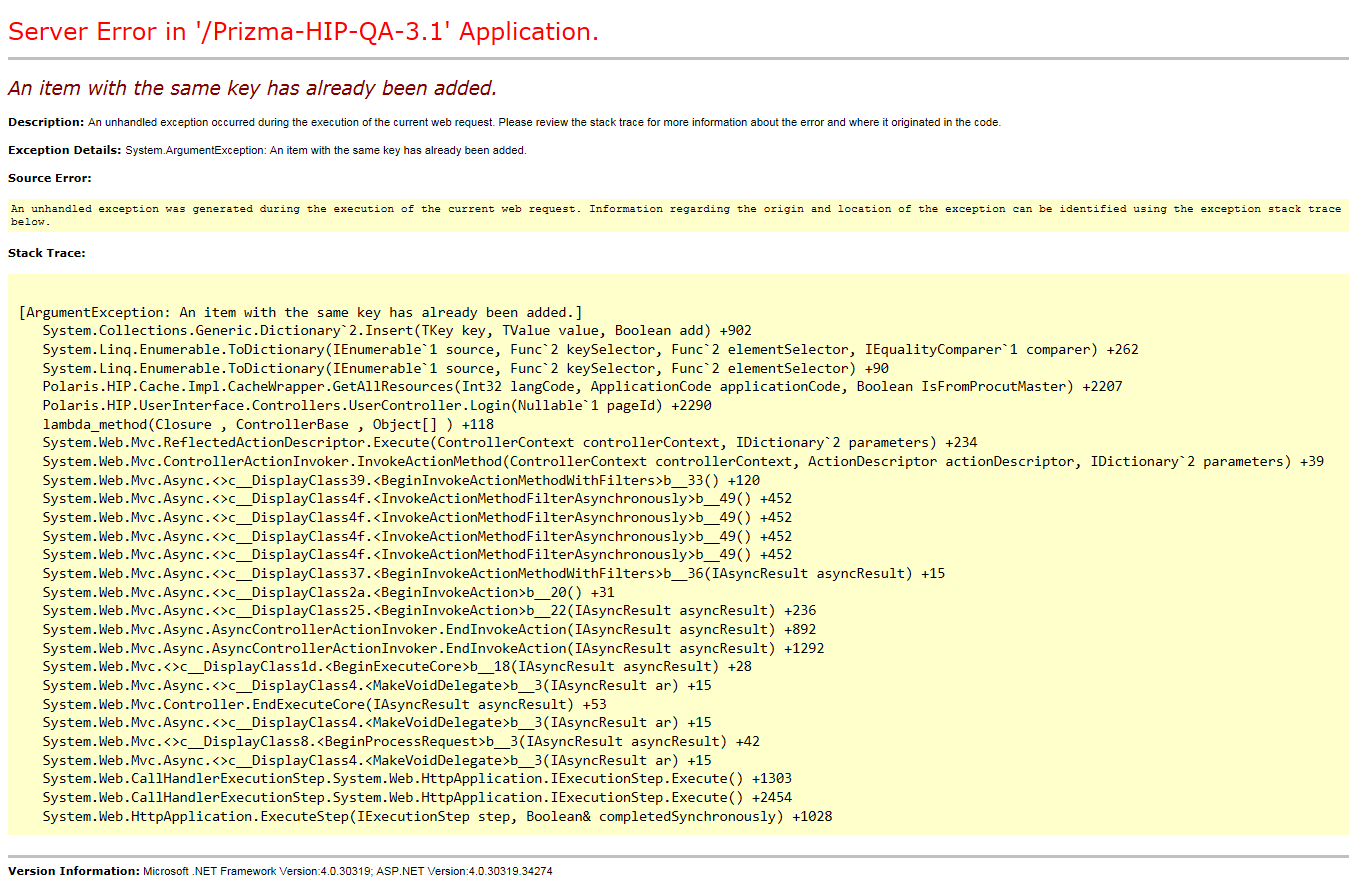 Server Error in '/Prizma-HIP-QA-3.1' Application.
An item with the same key has already been added.
Description: An unhandled exception occurred during the execution of the current web request. Please review the stack trace for more information about the error and where it originated in the code.
Exception Details: System.ArgumentException: An item with the same key has already been added.
Source Error:
An unhandled exception was generated during the execution of the current web request. Information regarding the origin and location of the exception can be identified using the exception stack trace
below.
Stack Trace:
[ArgumentException: An item with the same key has already been added.]
System.Collections.Generic.Dictionary`2.Insert(TKey key, TValue value, Boolean add) +902
System.Linq.Enumerable.ToDictionary(IEnumerable`1 source, Func`2 keySelector, Func`2 elementSelector, IEqualityComparer`1 comparer) +262
System.Linq.Enumerable.ToDictionary(IEnumerable`1 source, Func`2 keySelector, Func`2 elementSelector) +90
Polaris.HIP.Cache.Impl.CacheWrapper.GetAllResources(Int32 langCode, ApplicationCode applicationCode, Boolean IsFromProcutMaster) +2207
Polaris.HIP.UserInterface.Controllers.UserController.Login(Nullable`1 pageId) +2290
lambda_method(Closure , ControllerBase , Object[] ) +118
System.Web.Mvc.ReflectedActionDescriptor.Execute(ControllerContext controllerContext, IDictionary`2 parameters) +234
System.Web.Mvc.ControllerActionInvoker.InvokeActionMethod(ControllerContext controllerContext, ActionDescriptor actionDescriptor, IDictionary`2 parameters) +39
System.Web.Mvc.Async.<>c__DisplayClass39.<BeginInvokeActionMethodWithFilters>b__33() +120
System.Web.Mvc.Async.<>c__DisplayClass4f.<InvokeActionMethodFilterAsynchronously>b__49() +452
System.Web.Mvc.Async.<>c__DisplayClass4f.<InvokeActionMethodFilterAsynchronously>b__49() +452
System.Web.Mvc.Async.<>c__DisplayClass4f.<InvokeActionMethodFilterAsynchronously>b__49() +452
System.Web.Mvc.Async.<>c__DisplayClass4f.<InvokeActionMethodFilterAsynchronously>b__49() +452
System.Web.Mvc.Async.<>c__DisplayClass37.<BeginInvokeActionMethodWithFilters>b__36(IAsyncResult asyncResult) +15
System.Web.Mvc.Async.<>c__DisplayClass2a.<BeginInvokeAction>b__20() +31
System.Web.Mvc.Async.<>c__DisplayClass25.<BeginInvokeAction>b__22(IAsyncResult asyncResult) +236
System.Web.Mvc.Async.AsyncControllerActionInvoker.EndInvokeAction(IAsyncResult asyncResult) +892
System.Web.Mvc.Async.AsyncControllerActionInvoker.EndInvokeAction(IAsyncResult asyncResult) +1292
System.Web.Mvc.<>c__DisplayClass1d.<BeginExecuteCore>b__18(IAsyncResult asyncResult) +28
System.Web.Mvc.Async.<>c__DisplayClass4.<MakeVoidDelegate>b__3(IAsyncResult ar) +15
System.Web.Mvc.Controller.EndExecuteCore(IAsyncResult asyncResult) +53
System.Web.Mvc.Async.<>c__DisplayClass4.<MakeVoidDelegate>b__3(IAsyncResult ar) +15
System.Web.Mvc.<>c__DisplayClass8.<BeginProcessRequest>b__3(IAsyncResult asyncResult) +42
System.Web.Mvc.Async.<>c__DisplayClass4.<MakeVoidDelegate>b__3(IAsyncResult ar) +15
System.Web.CallHandlerExecutionStep.System.Web.HttpApplication.IExecutionStep.Execute() +1303
System.Web.CallHandlerExecutionStep.System.Web.HttpApplication.IExecutionStep.Execute() +2454
System.Web.HttpApplication.ExecuteStep(IExecutionStep step, Boolean& completedSynchronously) +1028
Version Information: Microsoft .NET Framework Version:4.0.30319; ASP.NET Version:4.0.30319.34274